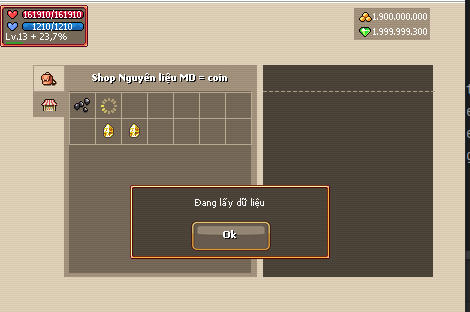 161910/161910
1210/1210
Lv.13 + 23,7%
1.900.000.000
1.999.999.300
Shop Nguyên liệu MD = coin
Đang lấy dữ liệu
Ok